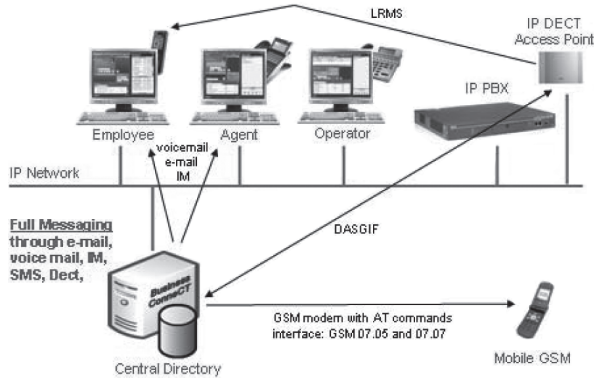 LRMS
IP DECT
Access Point
IP PBX
Employee
Agent
Operator
voicemail
e-mail
IM
IP Network
Full Messaging
through e-mail,
voice mail, IM,
SMS, Dect,
DASGIF
Business
ConneCT
GSM modem with AT commands
interface: GSM 07.05 and 07.07
Central Directory
Mobile GSM